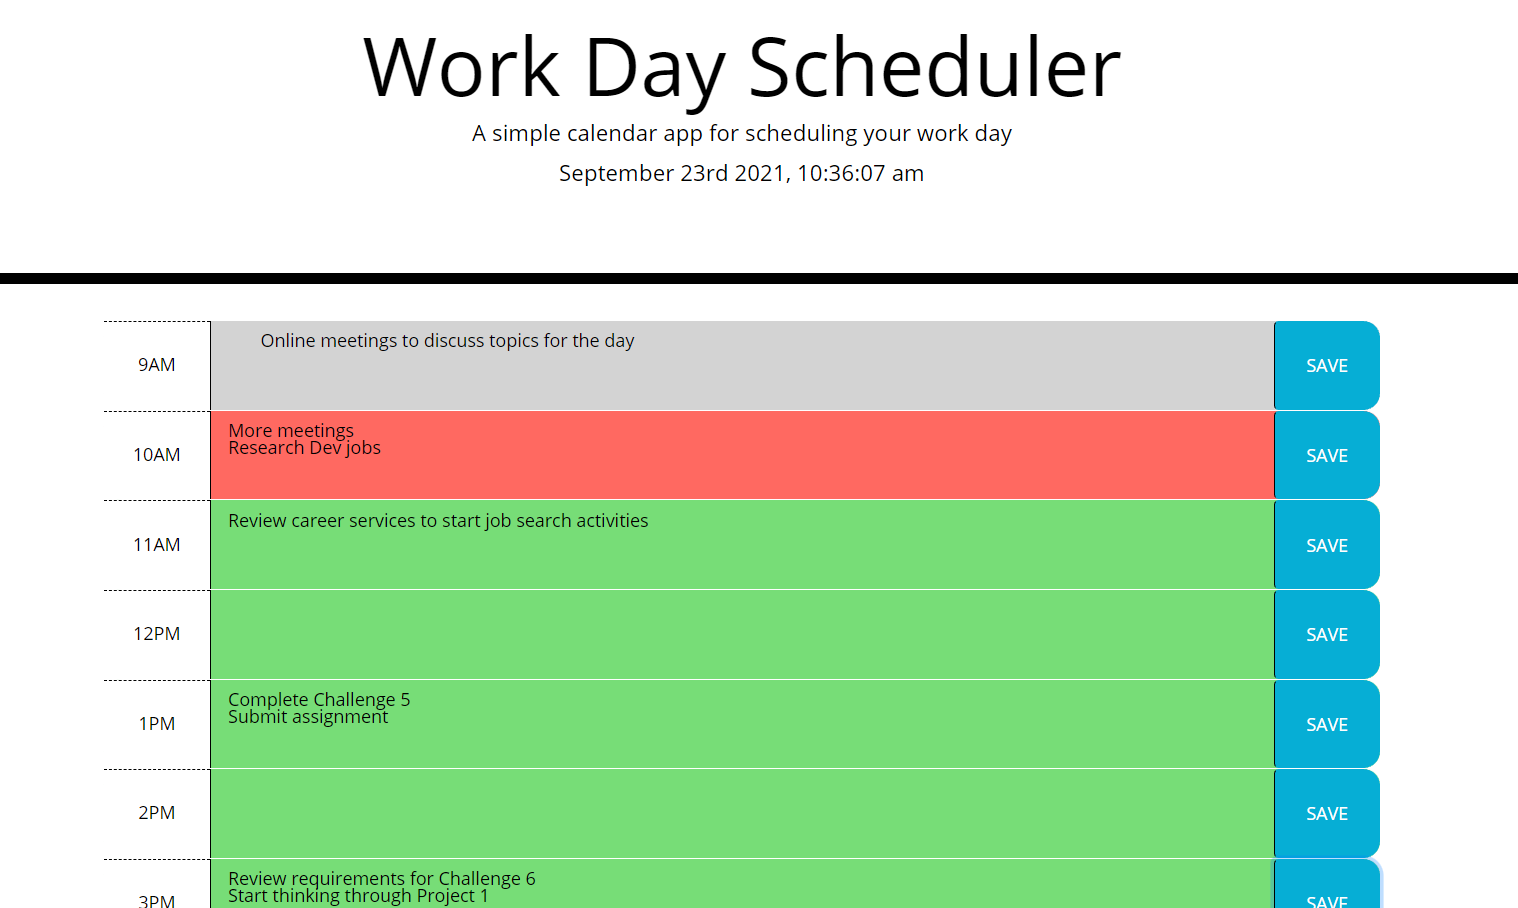 Work Day Scheduler
A simple calendar app for scheduling your work day
September 23rd 2021, 10:36:07 am
9AM
Online meetings to discuss topics for the day
SAVE
10AM
More meetings
Research Dev jobs
SAVE
11AM
Review career services to start job search activities
SAVE
12PM
SAVE
1PM
Complete Challenge 5
Submit assignment
SAVE
2PM
SAVE
3PM
Review requirements for Challenge 6
Start thinking through Project 1
SAVE